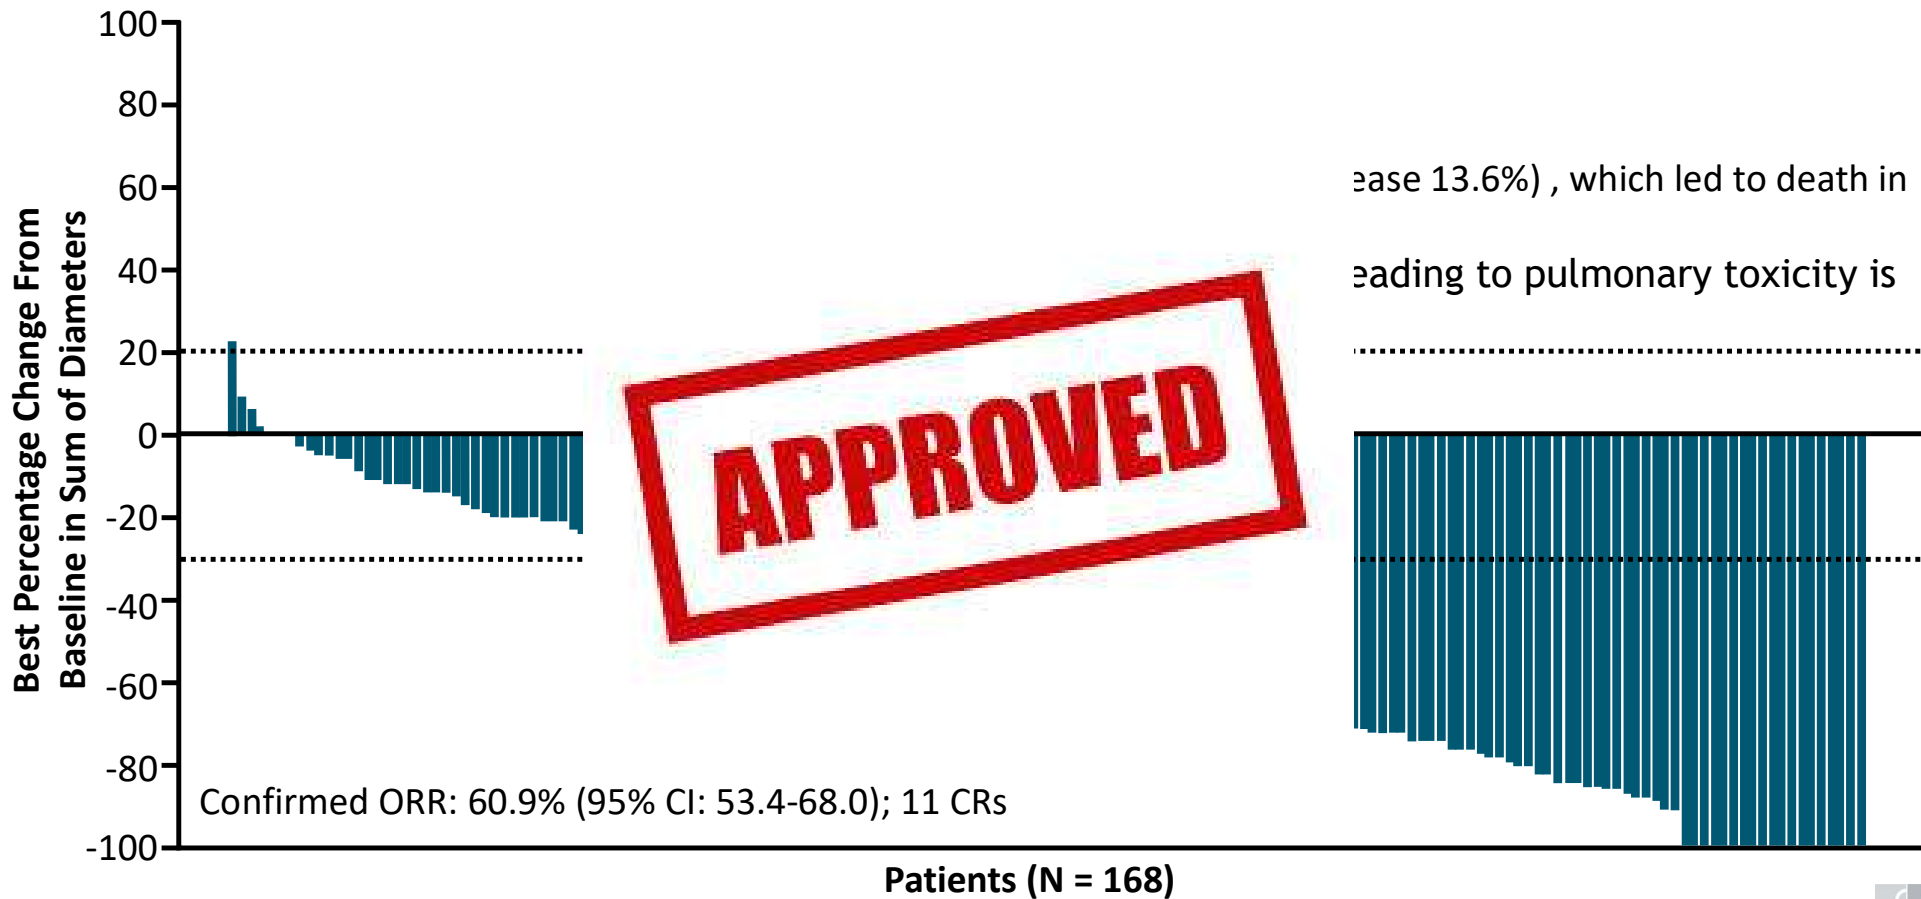 100
80
60
40
20
0
-20
-40
-60
-80
-100
Best Percentage Change From
Baseline in Sum of Diameters
ease 13.6%) , which led to death in
eading to pulmonary toxicity is
APPROVED
Confirmed ORR: 60.9% (95% CI: 53.4-68.0); 11 CRs
Patients (N = 168)